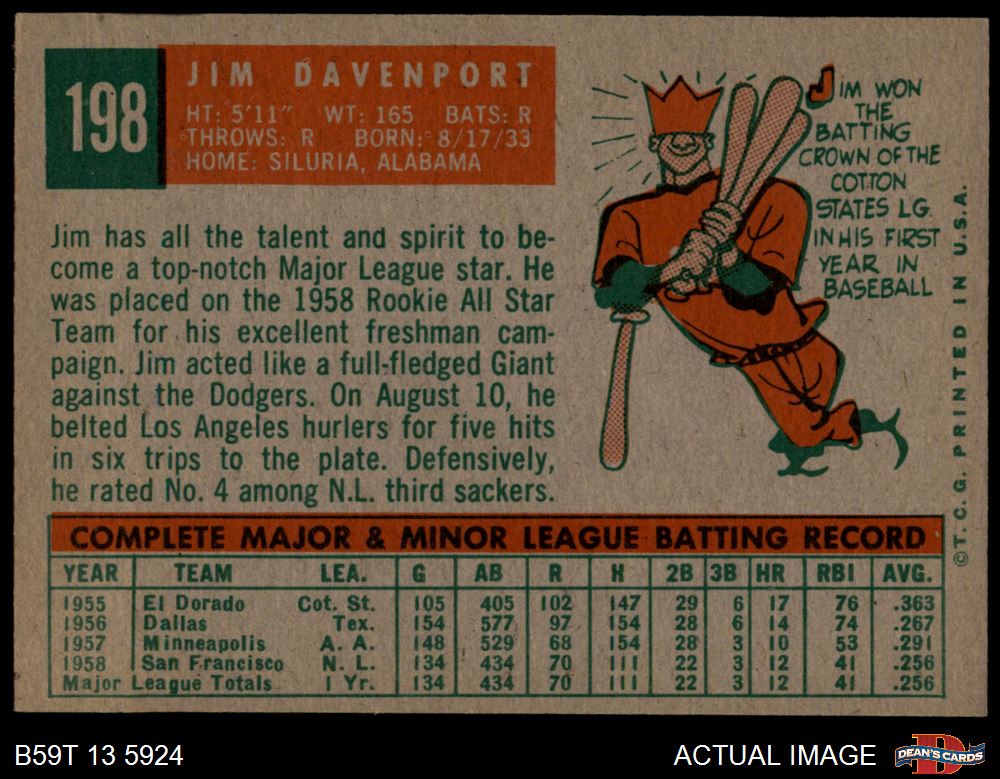 198
JIM DAVENPORT
HT: 5'11" WT: 165 BATS: R
THROWS: R BORN: 8/17/33
HOME: SILURIA, ALABAMA
JIM WON
THE
BATTING
CROWN OF THE
COTTON
STATES LG.
IN HIS FIRST
YEAR IN
BASEBALL
Jim has all the talent and spirit to be-
come a top-notch Major League star. He
was placed on the 1958 Rookie All Star
Team for his excellent freshman cam-
paign. Jim acted like a full-fledged Giant
against the Dodgers. On August 10, he
belted Los Angeles hurlers for five hits
in six trips to the plate. Defensively,
he rated No. 4 among N.L. third sackers.
©T.C.G. PRINTED IN U.S.A.
COMPLETE MAJOR & MINOR LEAGUE BATTING RECORD
YEAR TEAM LEA. G AB R H 2B 3B HR RBI AVG.
1955 El Dorado Cot. St. 105 405 102 147 29 6 17 76 .363
1956 Dallas Tex. 154 577 97 154 28 6 14 74 .267
1957 Minneapolis A. A. 148 529 68 154 28 3 10 53 .291
1958 San Francisco N. L. 134 434 70 111 22 3 12 41 .256
Major League Totals 1 Yr. 134 434 70 111 22 3 12 41 .256
B59T 13 5924
ACTUAL IMAGE
D
DEAN'S CARDS